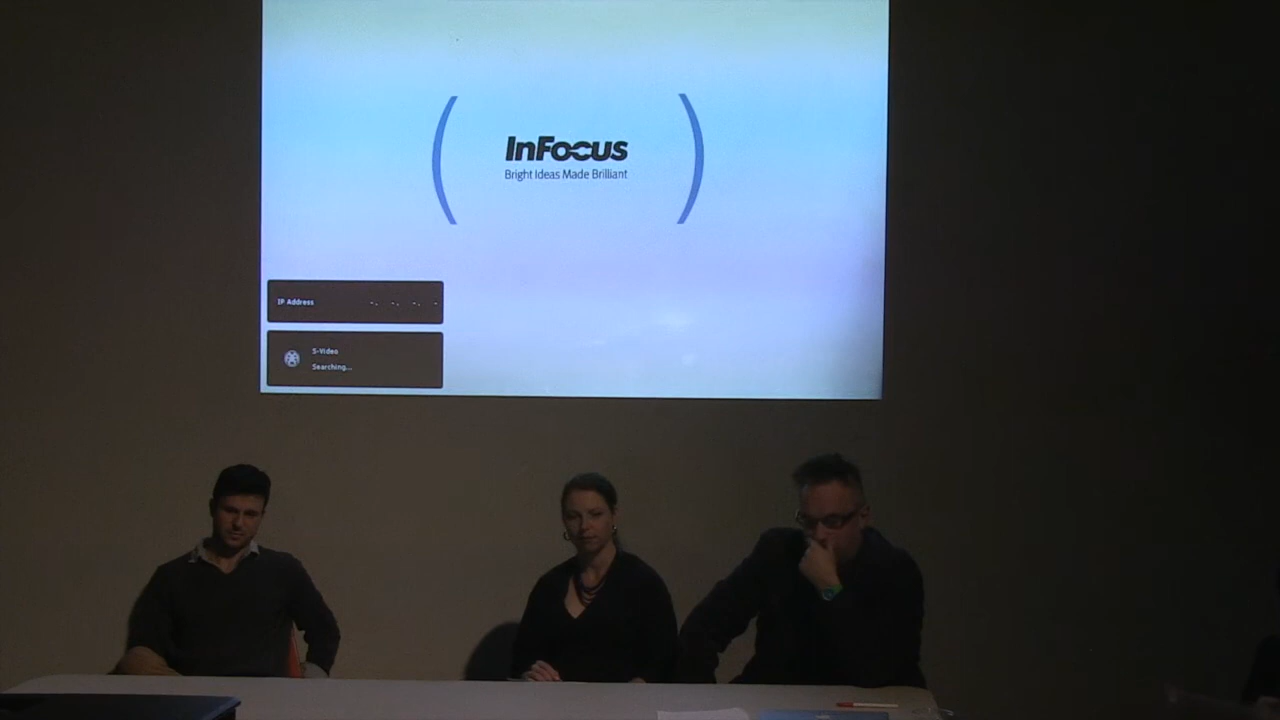 InFocus
Bright Ideas Made Brilliant
IP Address -. -. -. -
S-Video
Searching...